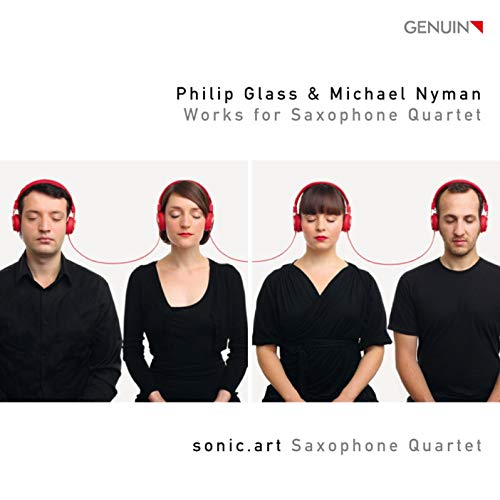 GENUIN
Philip Glass & Michael Nyman
Works for Saxophone Quartet
sonic.art Saxophone Quartet